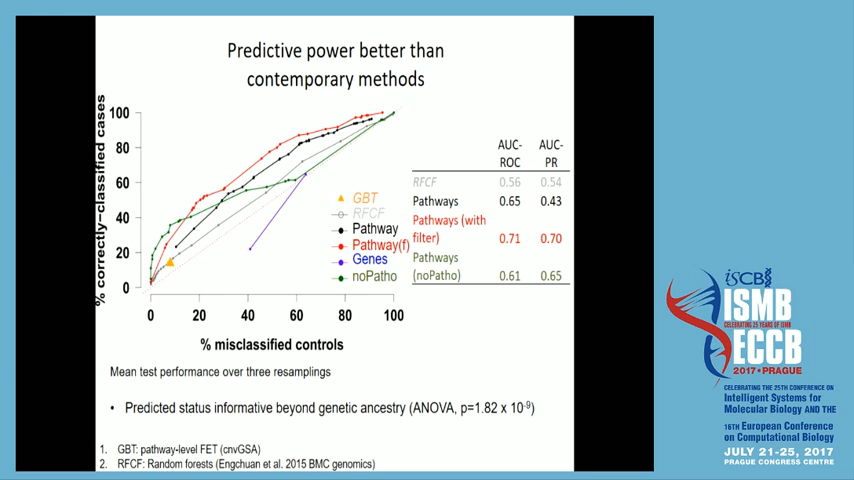 Predictive power better than
contemporary methods
% correctly−classified cases
100
80
60
40
20
0
0 20 40 60 80 100
% misclassified controls
GBT
RFCF
Pathway
Pathway(f)
Genes
noPatho
AUC-
ROC
AUC-
PR
RFCF 0.56 0.54
Pathways 0.65 0.43
Pathways (with
filter) 0.71 0.70
Pathways
(noPatho) 0.61 0.65
Mean test performance over three resamplings
• Predicted status informative beyond genetic ancestry (ANOVA, p=1.82 x 10-9)
1. GBT: pathway-level FET (cnvGSA)
2. RFCF: Random forests (Engchuan et al. 2015 BMC genomics)
iSCB
ISMB
CELEBRATING 25 YEARS OF ISMB
ECCB
2017 • PRAGUE
CELEBRATING THE 25TH CONFERENCE ON
Intelligent Systems for
Molecular Biology AND THE
16TH European Conference
on Computational Biology
JULY 21-25, 2017
PRAGUE CONGRESS CENTRE